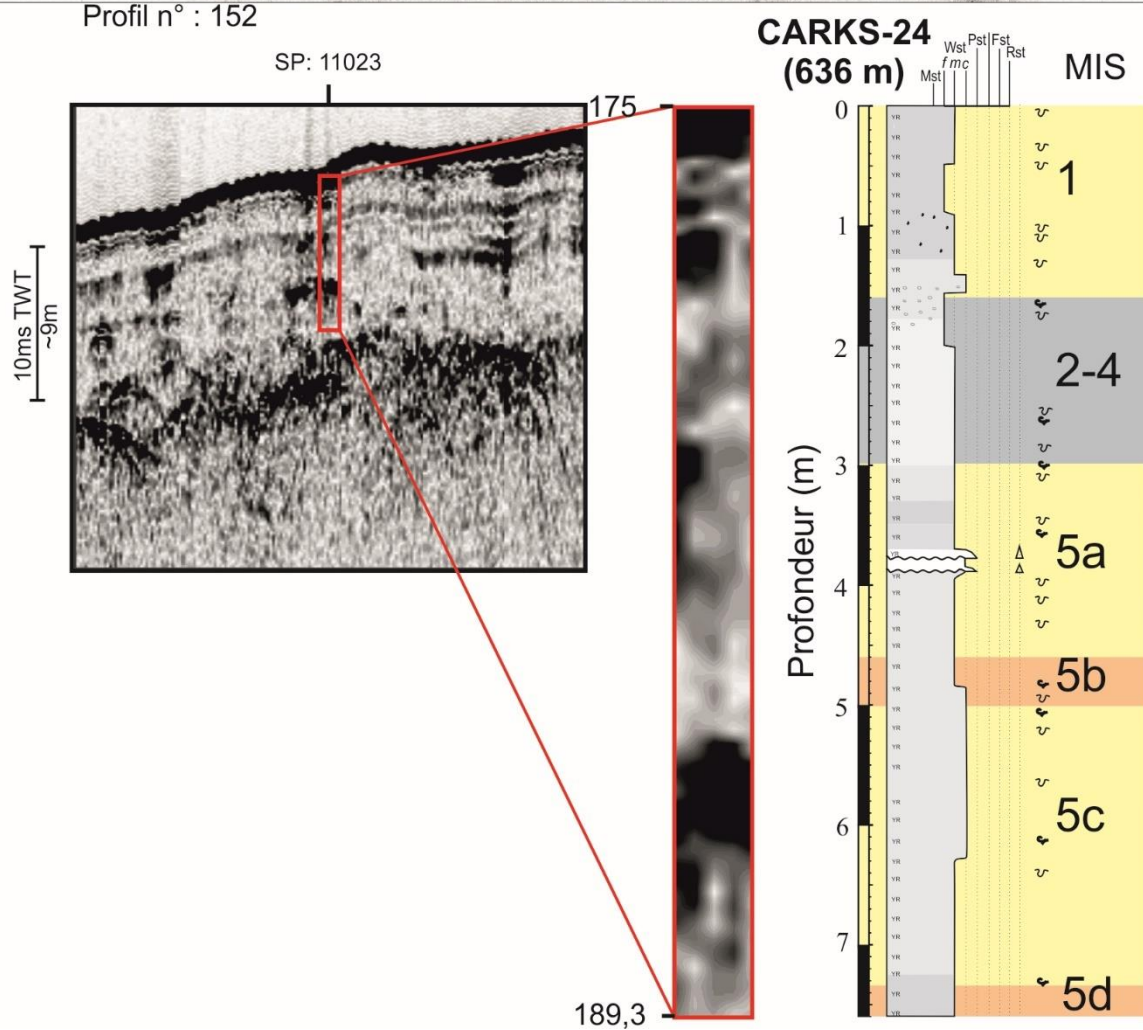 Profil n° : 152
SP: 11023
10ms TWT
~9m
175
189,3
CARKS-24
(636 m)
Mst
Wst
f m c
Pst
Fst
Rst
MIS
Profondeur (m)
0
1
2
3
4
5
6
7
1
2-4
5a
5b
5c
5d